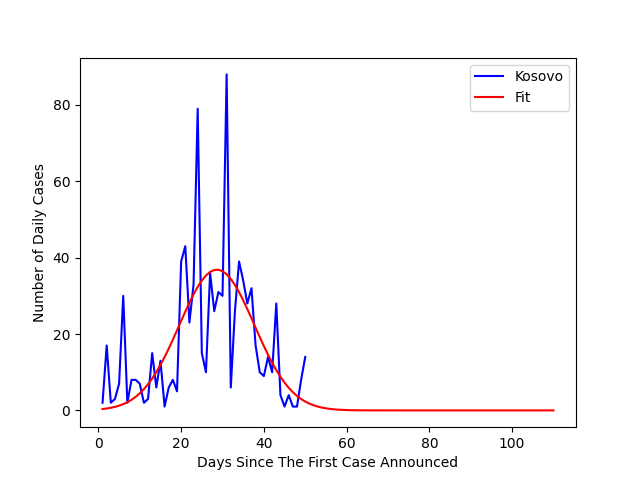 Kosovo
Fit
80
60
40
20
0
Number of Daily Cases
0 20 40 60 80 100
Days Since The First Case Announced